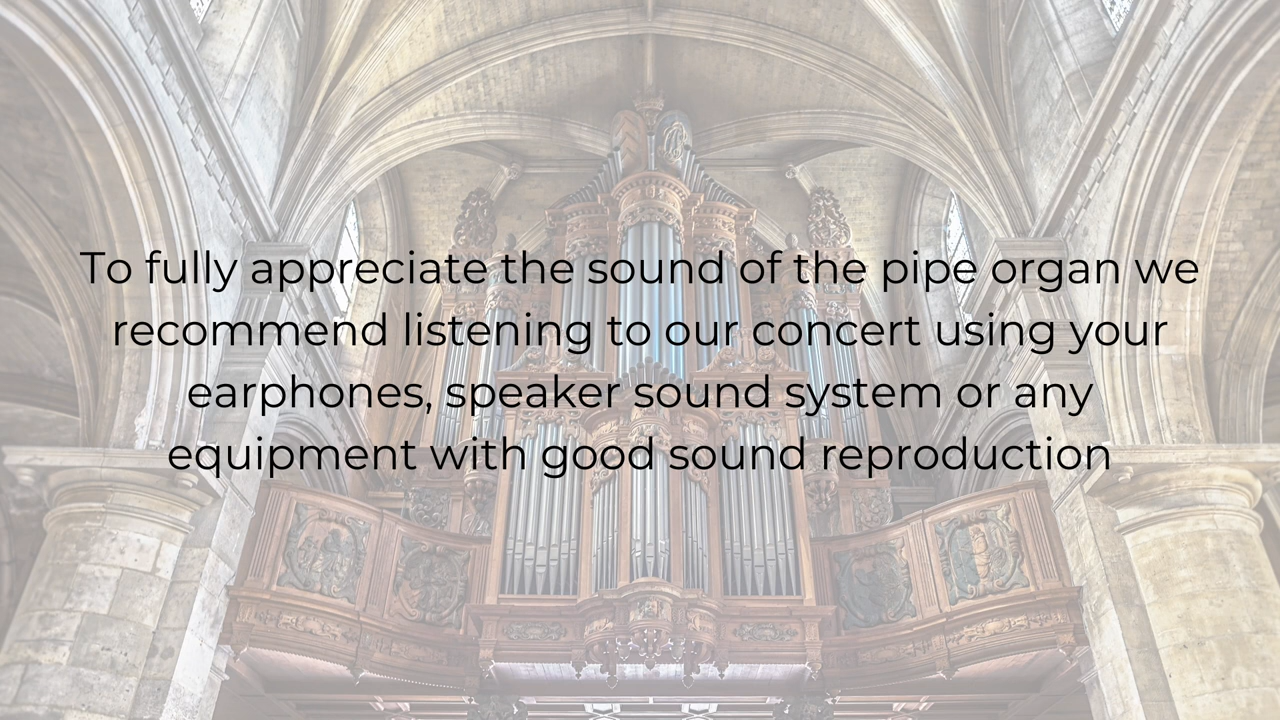 To fully appreciate the sound of the pipe organ we
recommend listening to our concert using your
earphones, speaker sound system or any
equipment with good sound reproduction